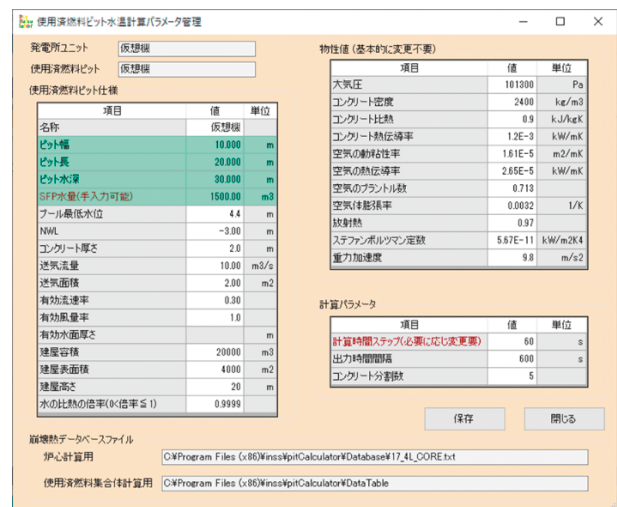 使用済燃料ピット水温計算パラメータ管理
発電所ユニット 仮想機
使用済燃料ピット 仮想機
使用済燃料ピット仕様
項目 値 単位
名称 仮想機
ピット幅 10.000 m
ピット長 20.000 m
ピット水深 30.000 m
SFP水量(手入力可能) 1500.00 m3
プール最低水位 4.4 m
NWL -3.00 m
コンクリート厚さ 2.0 m
送気流量 10.00 m3/s
送気面積 2.00 m2
有効流速率 0.30
有効風量率 1.0
有効水面厚さ m
建屋容積 20000 m3
建屋表面積 4000 m2
建屋高さ 20 m
水の比熱の倍率(0<倍率≦1) 0.9999
物性値（基本的に変更不要）
項目 値 単位
大気圧 101300 Pa
コンクリート密度 2400 kg/m3
コンクリート比熱 0.9 kJ/kgK
コンクリート熱伝導率 1.2E-3 kW/mK
空気の動粘性率 1.61E-5 m2/mK
空気の熱伝導率 2.65E-5 kW/mK
空気のプラントル数 0.713
空気体膨張率 0.0032 1/K
放射熱 0.97
ステファンボルツマン定数 5.67E-11 kW/m2K4
重力加速度 9.8 m/s2
計算パラメータ
項目 値 単位
計算時間ステップ(必要に応じ変更要) 60 s
出力時間間隔 600 s
コンクリート分割数 5
保存 閉じる
崩壊熱データベースファイル
炉心計算用 C:¥Program Files (x86)¥inss¥pitCalculator¥Database¥17_4L_CORE.txt
使用済燃料集合体計算用 C:¥Program Files (x86)¥inss¥pitCalculator¥DataTable